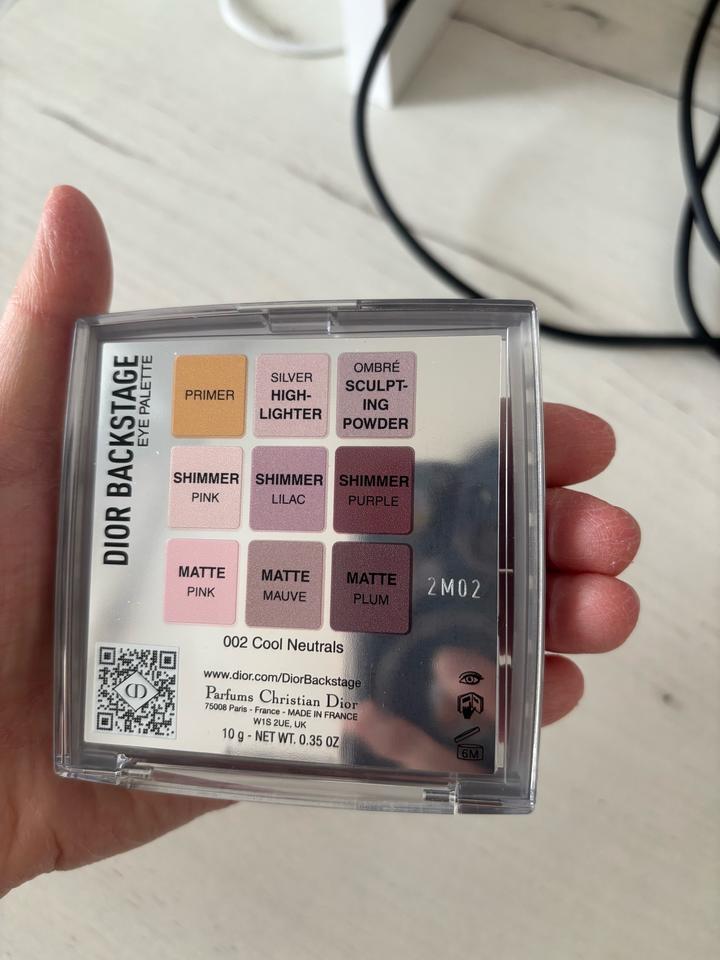 DIOR BACKSTAGE
EYE PALETTE
PRIMER
SILVER
HIGH-
LIGHTER
OMBRÉ
SCULPT-
ING
POWDER
SHIMMER
PINK
SHIMMER
LILAC
SHIMMER
PURPLE
MATTE
PINK
MATTE
MAUVE
MATTE
PLUM
2M02
002 Cool Neutrals
www.dior.com/DiorBackstage
Parfums Christian Dior
75008 Paris - France - MADE IN FRANCE
W1S 2UE, UK
10 g - NET WT. 0.35 OZ
6M